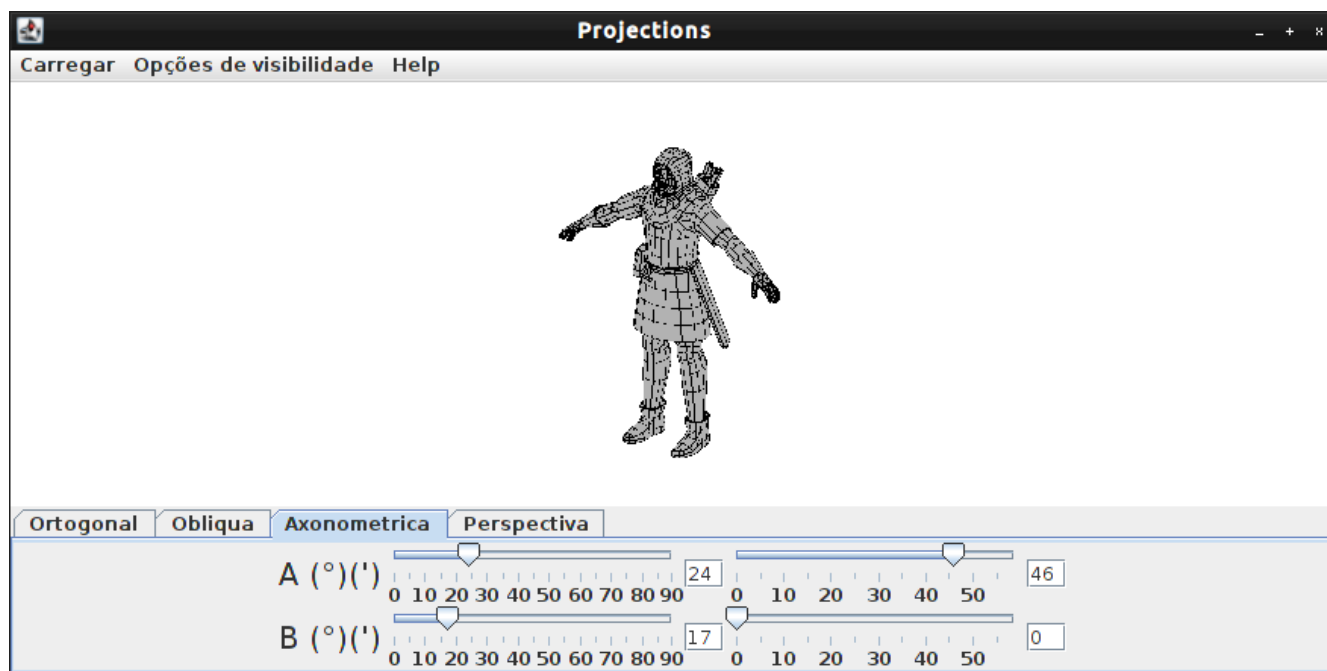 Projections
Carregar Opções de visibilidade Help
Ortogonal Obliqua Axonometrica Perspectiva
A (°)(') 24 46
0 10 20 30 40 50 60 70 80 90 0 10 20 30 40 50
B (°)(') 17 0
0 10 20 30 40 50 60 70 80 90 0 10 20 30 40 50